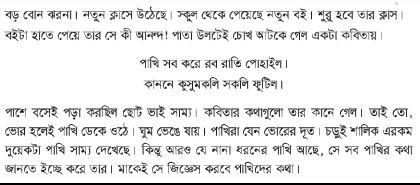 বড় বোন ঝরনা। নতুন ক্লাসে উঠেছে। স্কুল থেকে পেয়েছে নতুন বই। শুরু হবে তার ক্লাস।
বইটা হাতে পেয়ে তার সে কী আনন্দ! পাতা উলটেই চোখ আটকে গেল একটা কবিতায়।
পাখি সব করে রব রাতি পোহাইল।
কাননে কুসুমকলি সকলি ফুটিল।
পাশে বসেই পড়া করছিল ছোট ভাই সাম্য। কবিতার কথাগুলো তার কানে গেল। তাই তো,
ভোর হলেই পাখি ডেকে ওঠে। ঘুম ভেঙে যায়। পাখিরা যেন ভোরের দূত। চড়ুই শালিক এরকম
দুয়েকটা পাখি সাম্য দেখেছে। কিন্তু আরও যে নানা ধরনের পাখি আছে, সে সব পাখির কথা
জানতে ইচ্ছে করে তার। মাকেই সে জিজ্ঞেস করবে পাখিদের কথা।